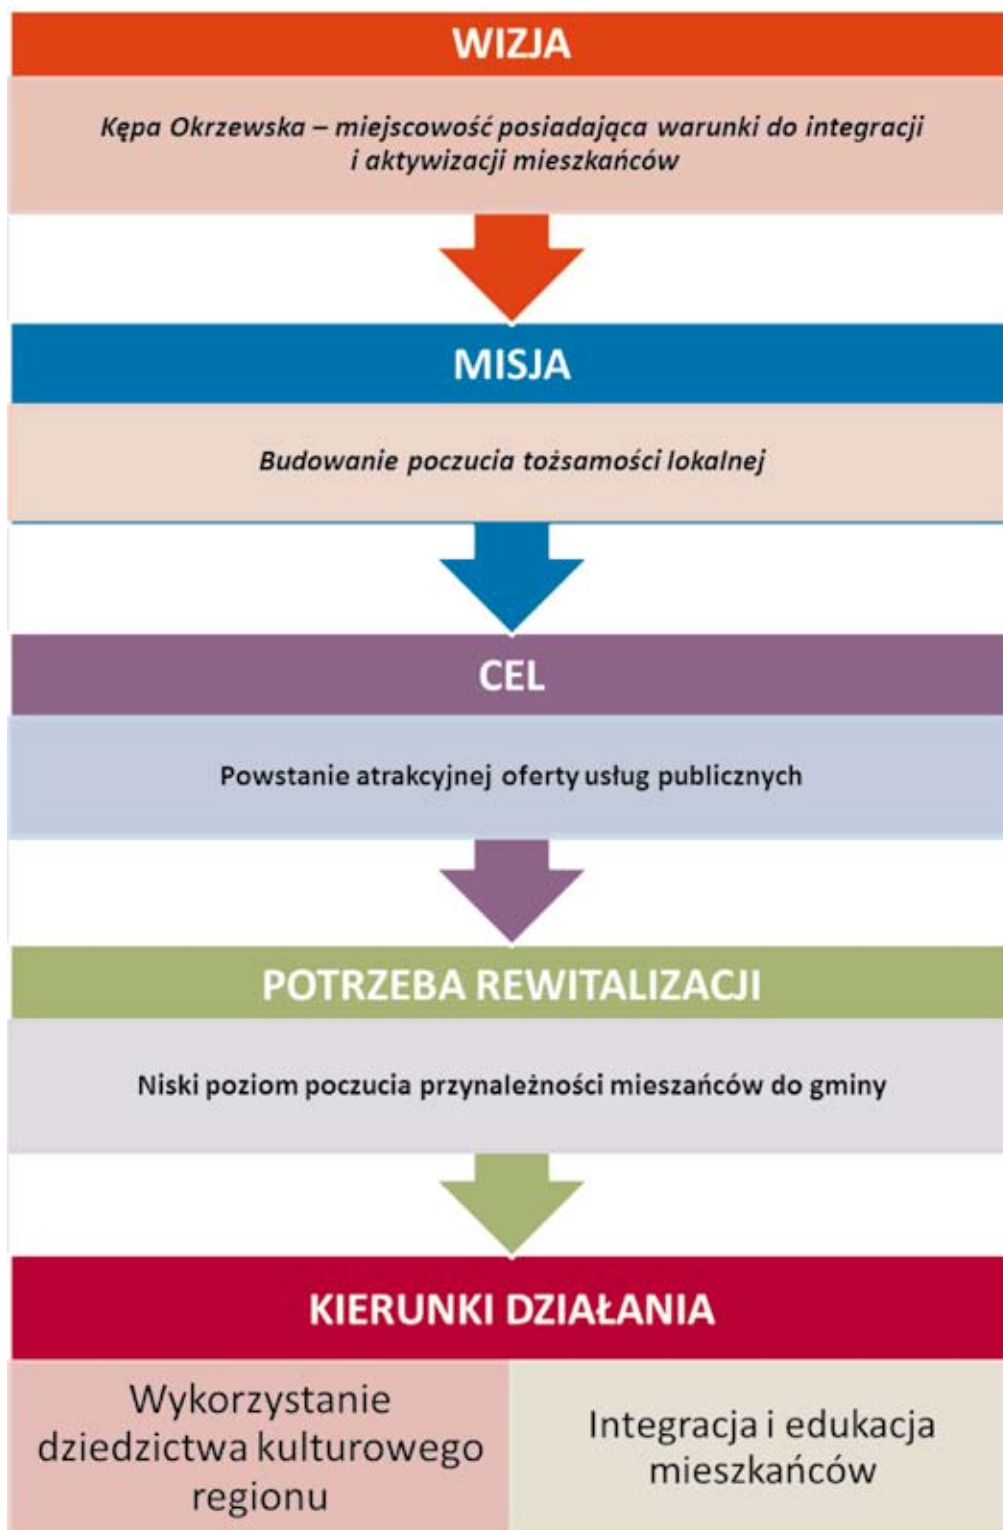 WIZJA
Kępa Okrzewska – miejscowość posiadająca warunki do integracji
i aktywizacji mieszkańców
MISJA
Budowanie poczucia tożsamości lokalnej
CEL
Powstanie atrakcyjnej oferty usług publicznych
POTRZEBA REWITALIZACJI
Niski poziom poczucia przynależności mieszańców do gminy
KIERUNKI DZIAŁANIA
Wykorzystanie
dziedzictwa kulturowego
regionu
Integracja i edukacja
mieszkańców